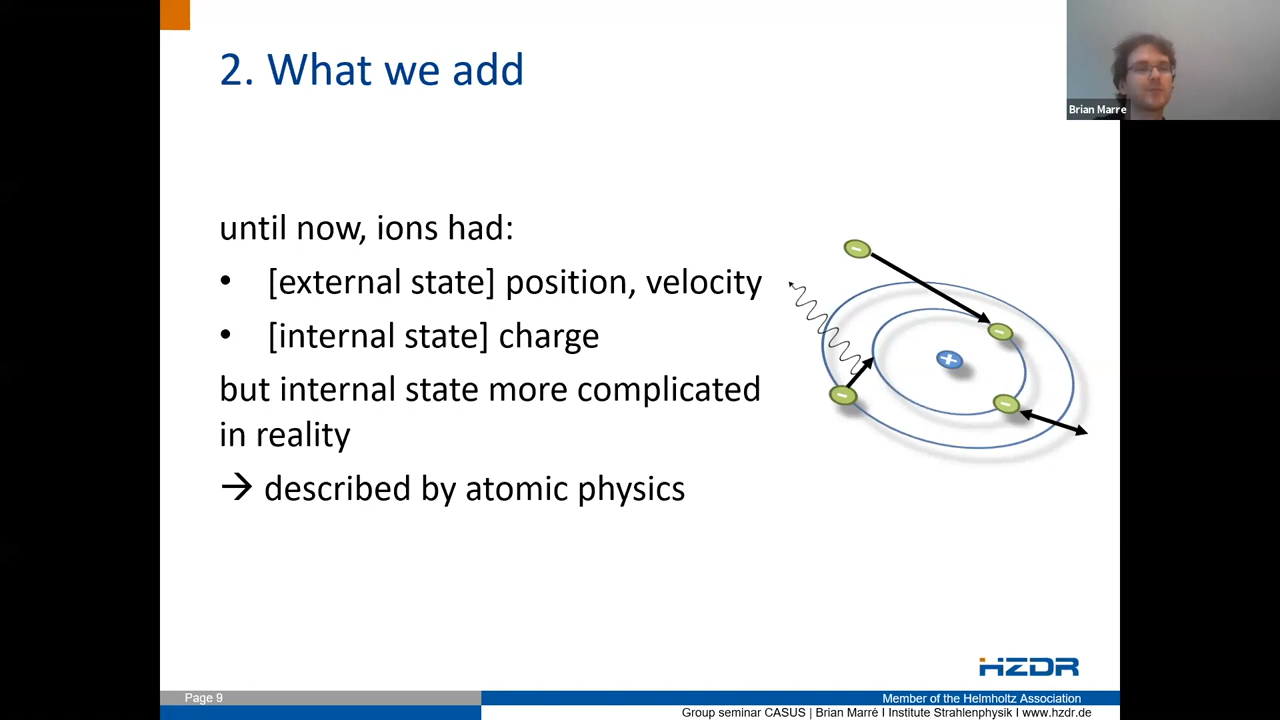 2. What we add
Brian Marre
until now, ions had:
• [external state] position, velocity
• [internal state] charge
but internal state more complicated
in reality
→ described by atomic physics
HZDR
Page 9
Member of the Helmholtz Association
Group seminar CASUS | Brian Marré I Institute Strahlenphysik I www.hzdr.de